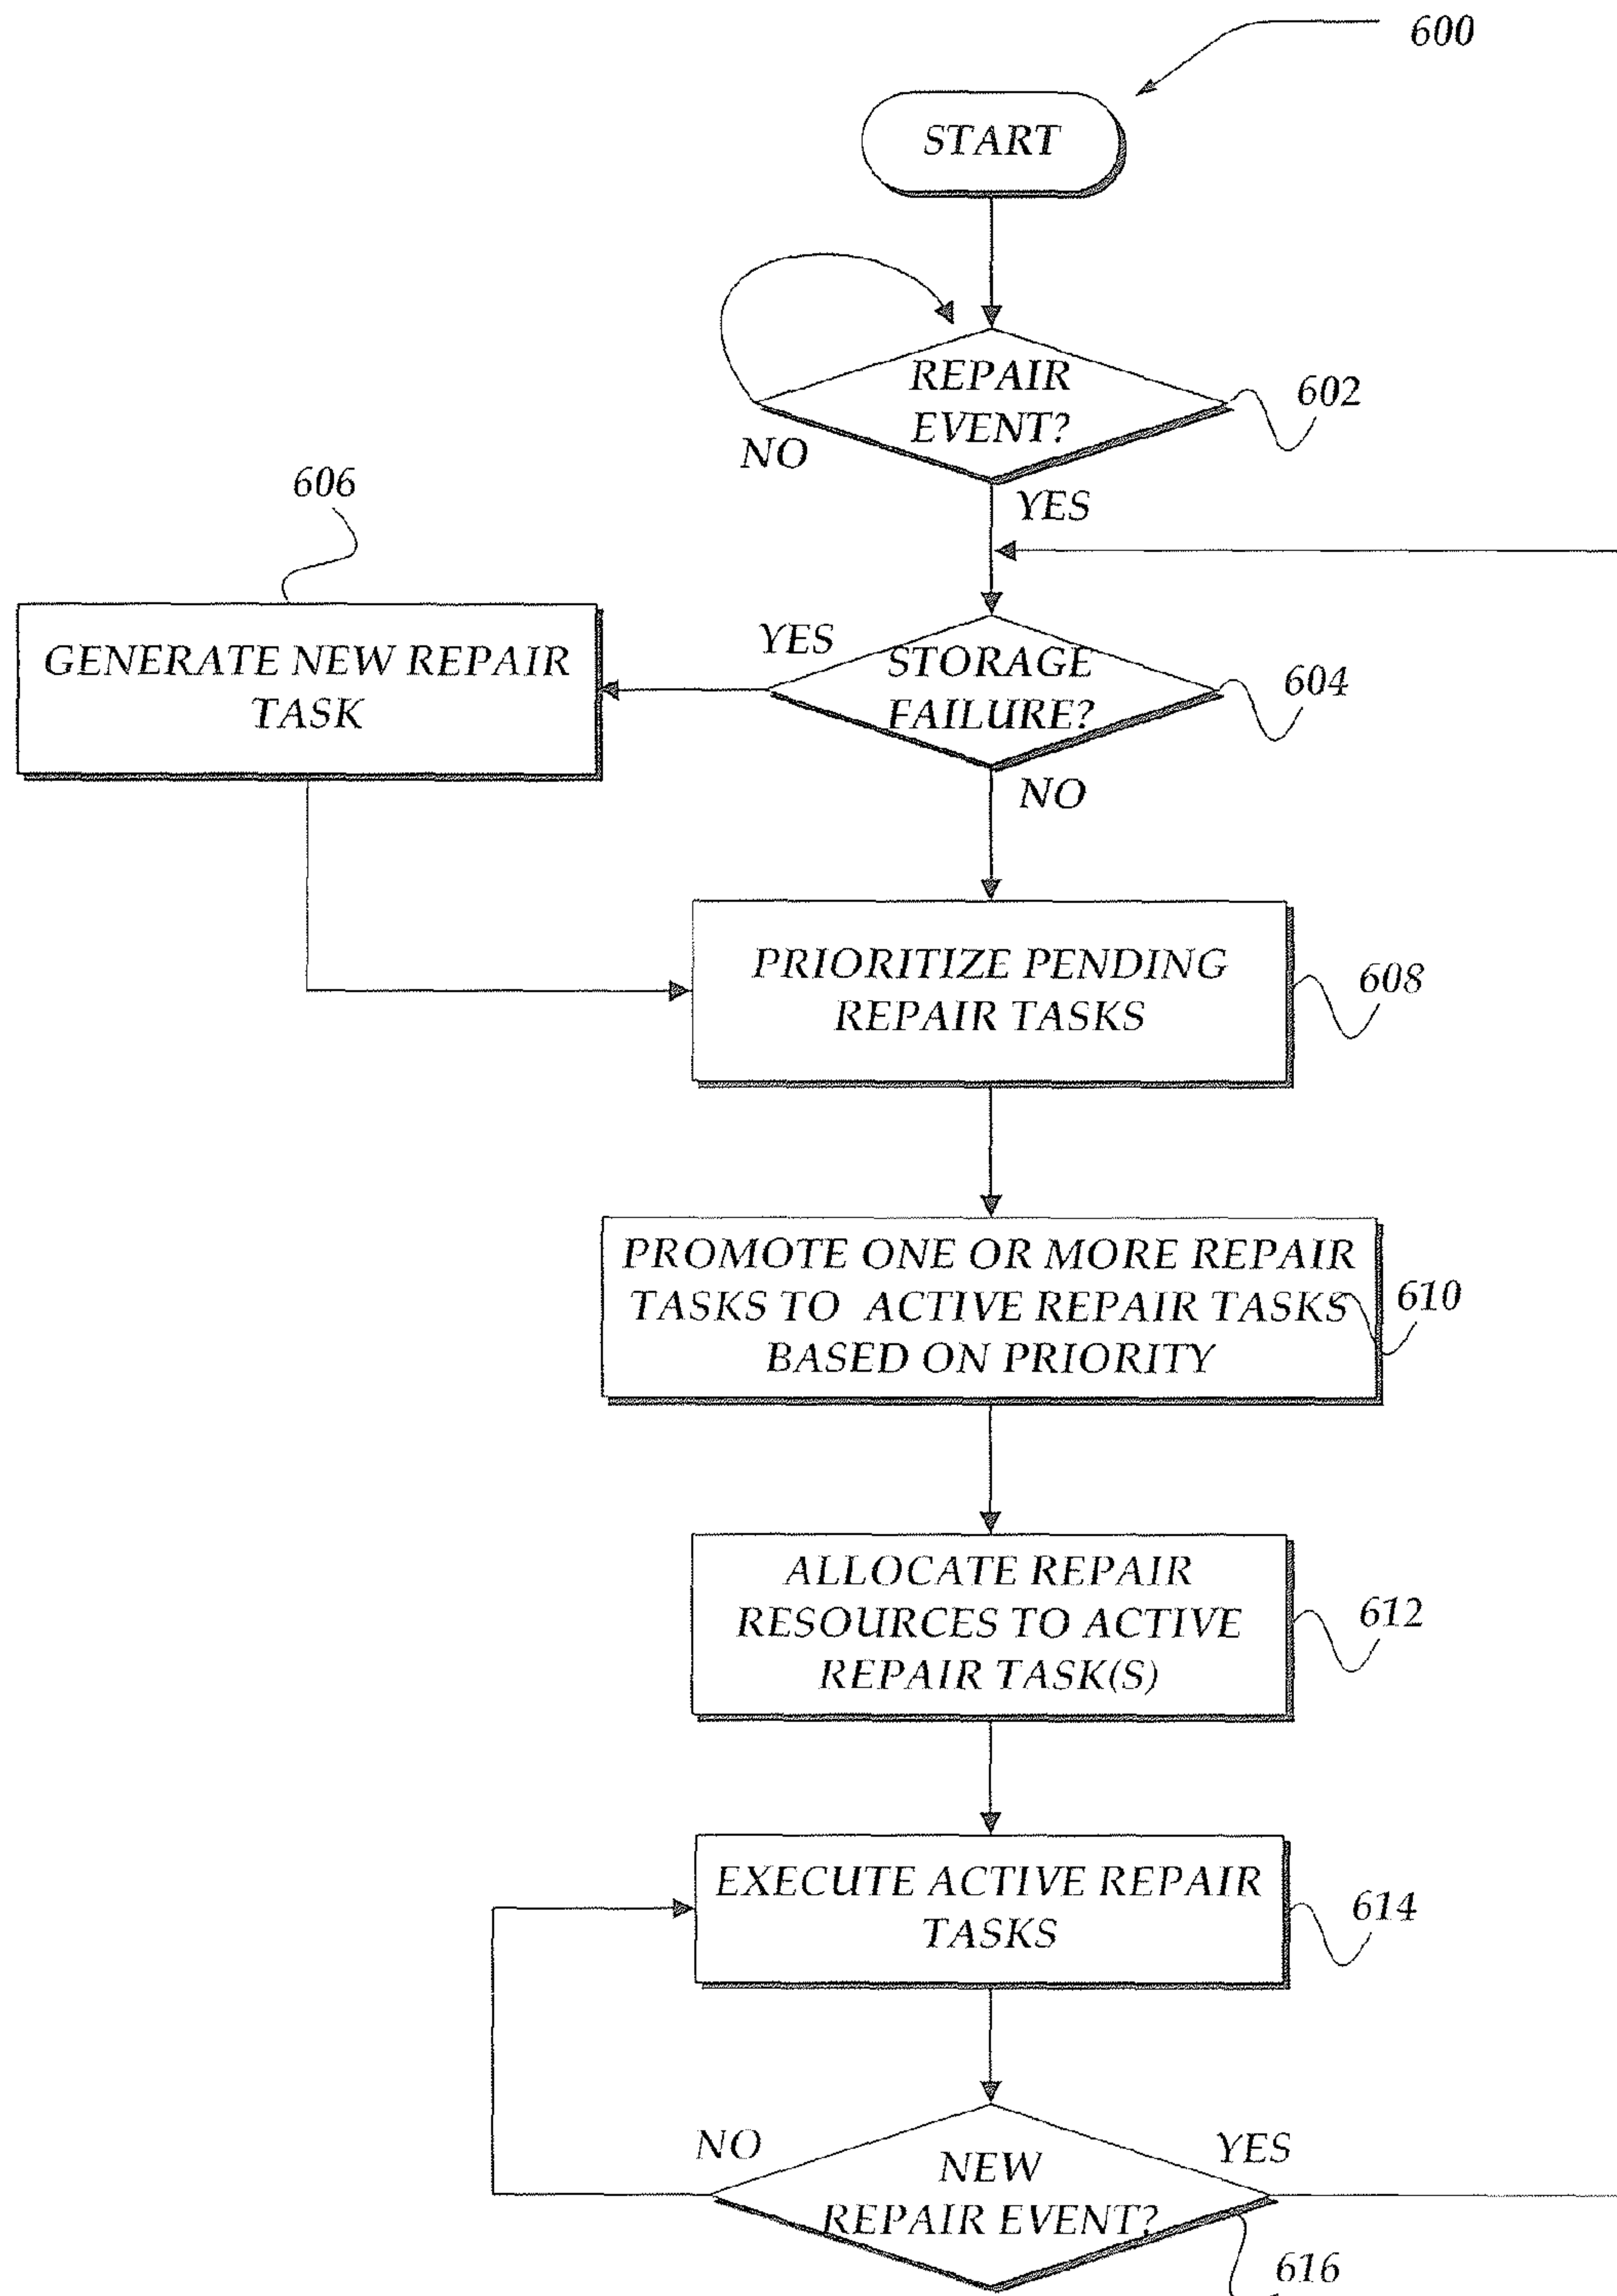 600
START
REPAIR
EVENT?
602
NO
YES
606
GENERATE NEW REPAIR
TASK
YES
STORAGE
FAILURE?
604
NO
PRIORITIZE PENDING
REPAIR TASKS
608
PROMOTE ONE OR MORE REPAIR
TASKS TO ACTIVE REPAIR TASKS
BASED ON PRIORITY
610
ALLOCATE REPAIR
RESOURCES TO ACTIVE
REPAIR TASK(S)
612
EXECUTE ACTIVE REPAIR
TASKS
614
NO
YES
NEW
REPAIR EVENT?
616